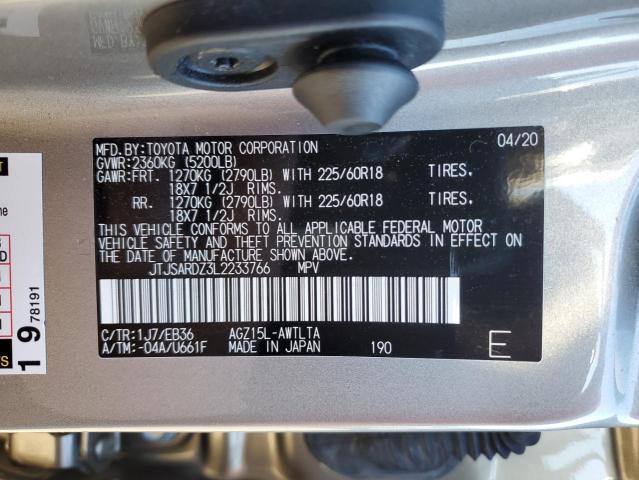 MFD.BY:TOYOTA MOTOR CORPORATION 04/20
GVWR:2360KG (5200LB)
GAWR:FRT. 1270KG (2790LB) WITH 225/60R18 TIRES.
18X7 1/2J RIMS.
RR. 1270KG (2790LB) WITH 225/60R18 TIRES.
18X7 1/2J RIMS.
THIS VEHICLE CONFORMS TO ALL APPLICABLE FEDERAL MOTOR
VEHICLE SAFETY AND THEFT PREVENTION STANDARDS IN EFFECT
ON THE DATE OF MANUFACTURE SHOWN ABOVE.
JTJSARDZ3L2233766 MPV
C/TR:1J7/EB36 AGZ15L-AWTLTA
A/TM:-04A/U661F MADE IN JAPAN 190 E
19 78191